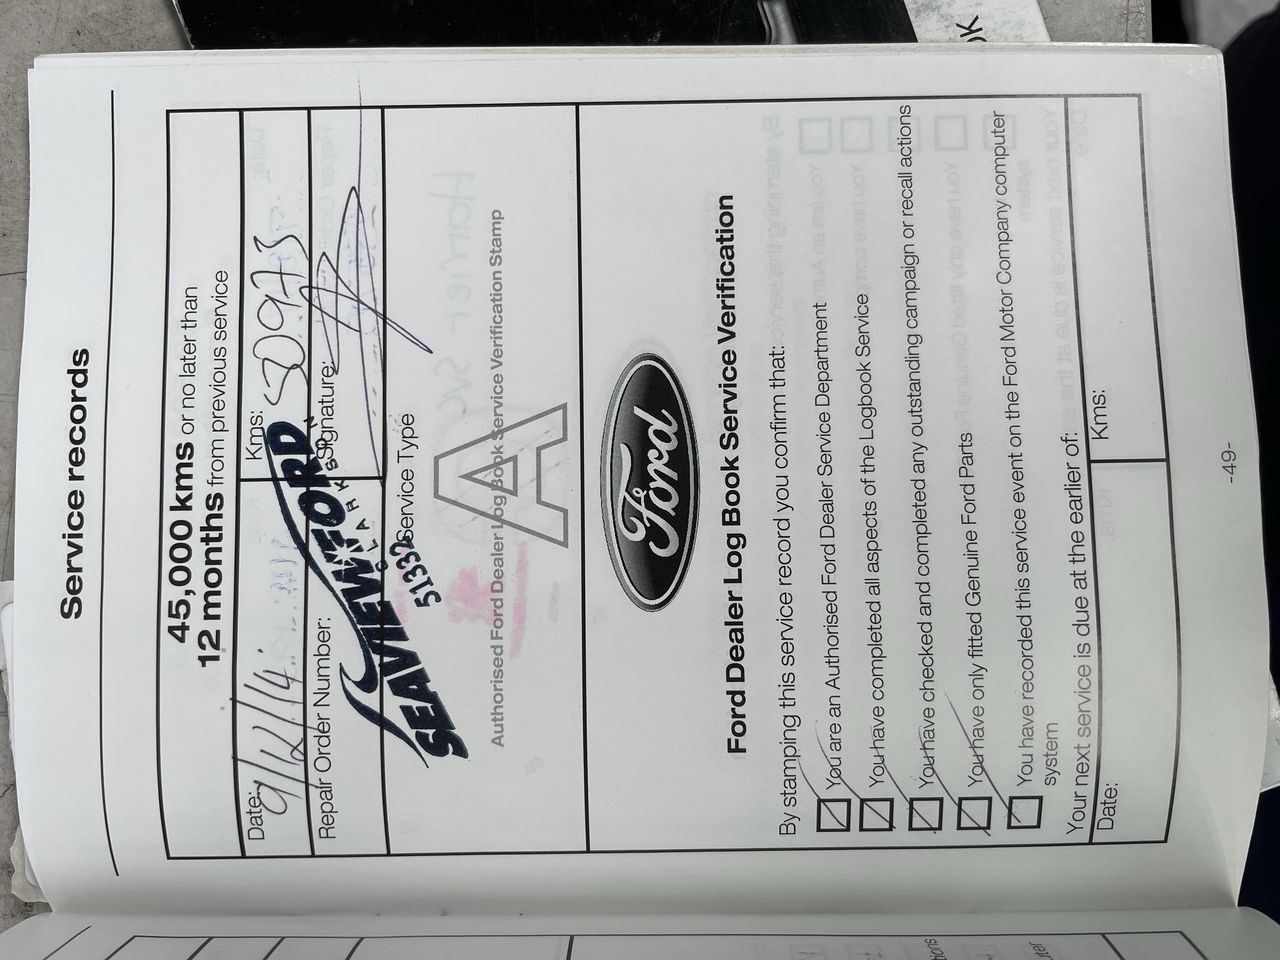 Service records
45,000 kms or no later than
12 months from previous service
Date: 9/12/14. Kms: 50973
Repair Order Number: Signature:
SEAVIEW FORD
CLARKSON
51332
Service Type
A
Authorised Ford Dealer Log Book Service Verification Stamp
Ford
Ford Dealer Log Book Service Verification
By stamping this service record you confirm that:
You are an Authorised Ford Dealer Service Department
You have completed all aspects of the Logbook Service
You have checked and completed any outstanding campaign or recall actions
You have only fitted Genuine Ford Parts
You have recorded this service event on the Ford Motor Company computer
system
Your next service is due at the earlier of:
Date: Kms:
-49-